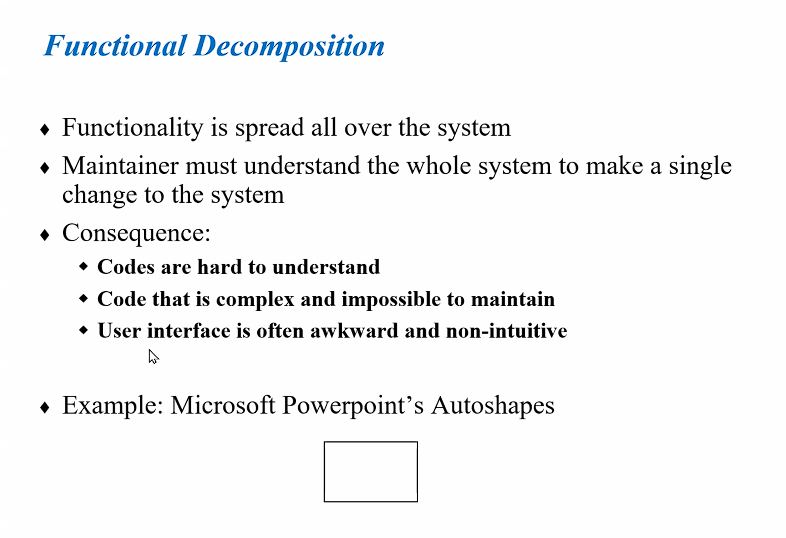 Functional Decomposition
Functionality is spread all over the system
Maintainer must understand the whole system to make a single
change to the system
Consequence:
Codes are hard to understand
Code that is complex and impossible to maintain
User interface is often awkward and non-intuitive
Example: Microsoft Powerpoint’s Autoshapes